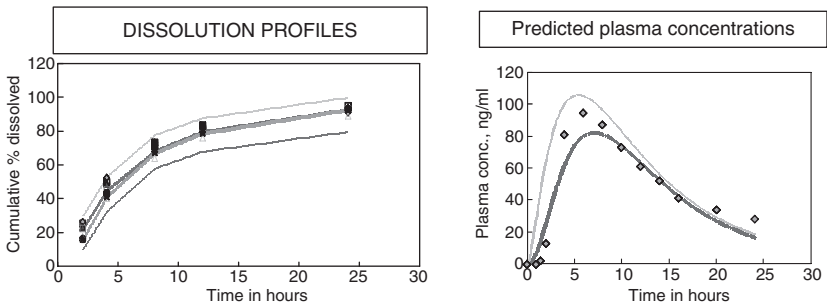 DISSOLUTION PROFILES
Cumulative % dissolved
120
100
80
60
40
20
0
0 5 10 15 20 25 30
Time in hours
Predicted plasma concentrations
Plasma conc., ng/ml
120
100
80
60
40
20
0
0 5 10 15 20 25 30
Time in hours